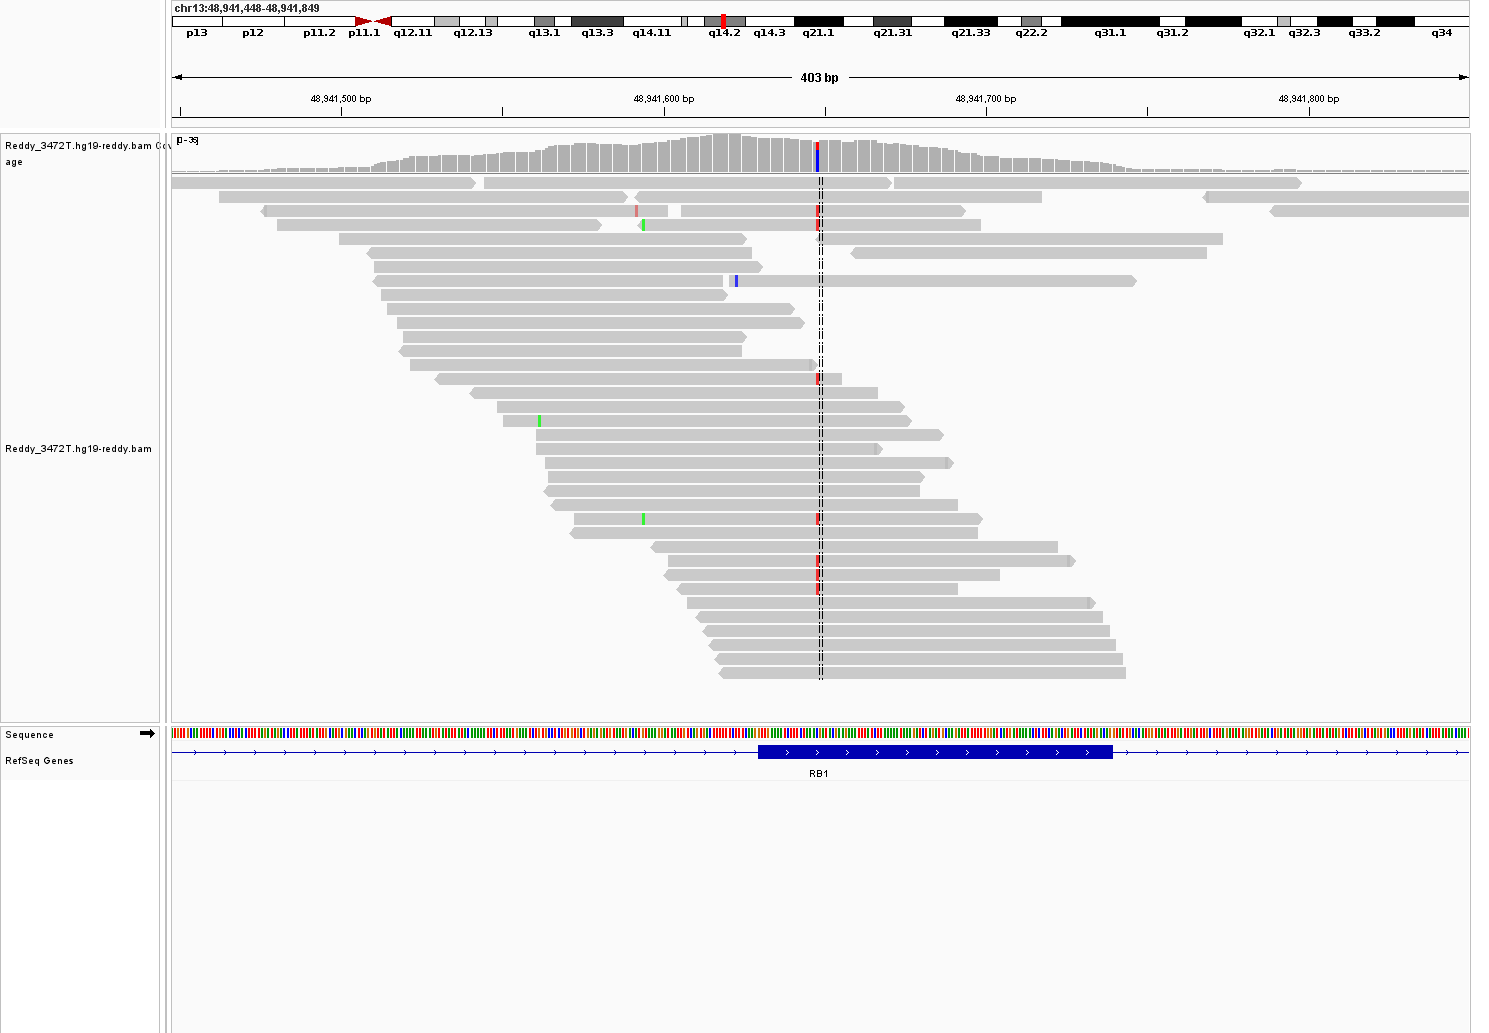 chr13:48,941,448-48,941,849
p13 p12 p11.2 p11.1 q12.11 q12.13 q13.1 q13.3 q14.11 q14.2 q14.3 q21.1 q21.31 q21.33 q22.2 q31.1 q31.2 q32.1 q32.3 q33.2 q34
403 bp
48,941,500 bp 48,941,600 bp 48,941,700 bp 48,941,800 bp
Reddy_3472T.hg19-reddy.bam Cov
age
[0-36]
Reddy_3472T.hg19-reddy.bam
Sequence
RefSeq Genes
RB1